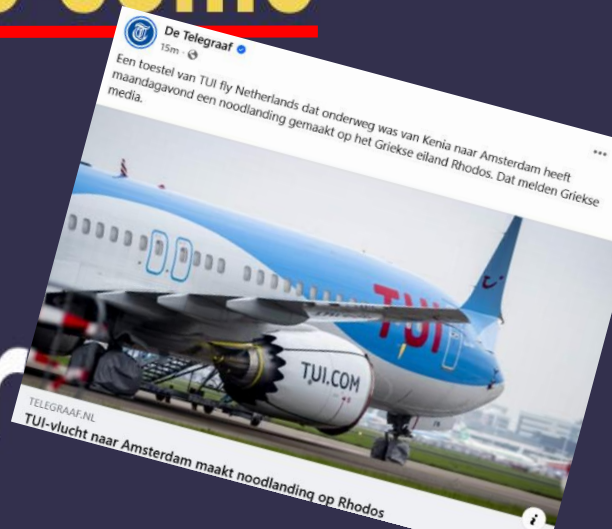 De Telegraaf
15m
Een toestel van TUI fly Netherlands dat onderweg was van Kenia naar Amsterdam heeft
maandagavond een noodlanding gemaakt op het Griekse eiland Rhodos. Dat melden Griekse
media.
TUI
TUI.COM
TELEGRAAF.NL
TUI-vlucht naar Amsterdam maakt noodlanding op Rhodos